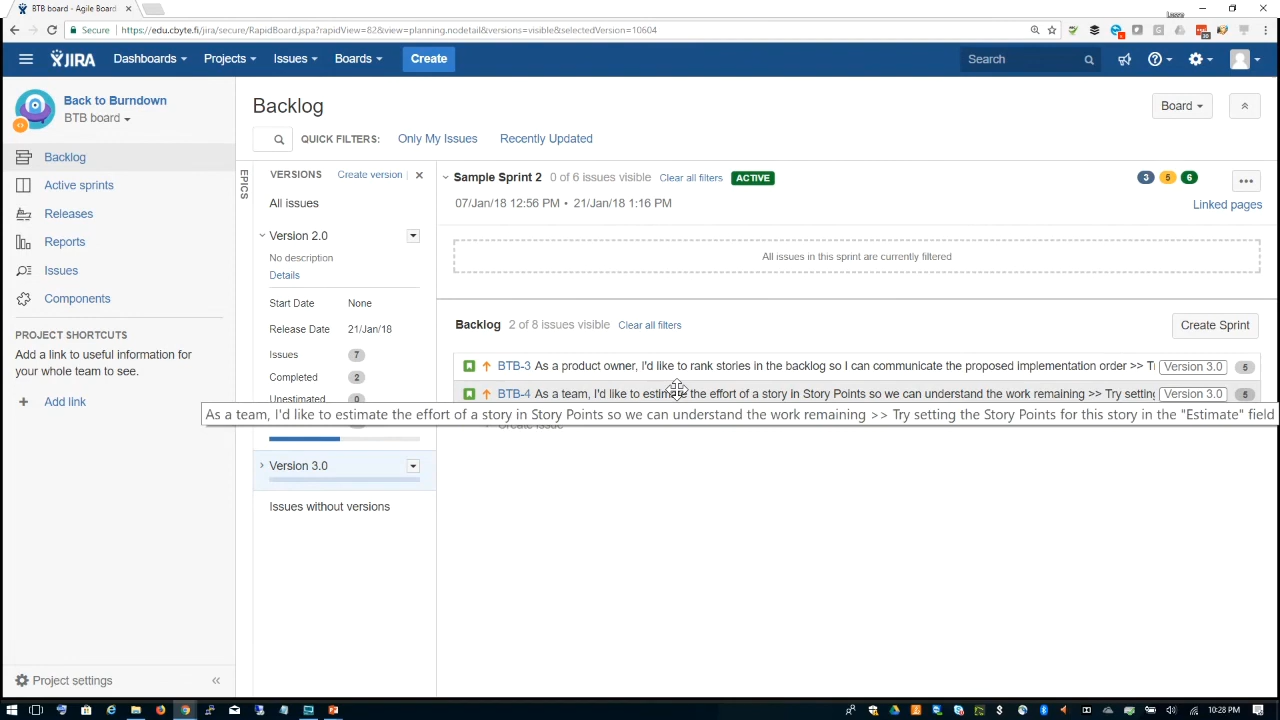 BTB board - Agile Board
Secure https://edu.cbyte.fi/jira/secure/RapidBoard.jspa?rapidView=82&view=planning.nodetail&versions=visible&selectedVersion=10604
JIRA Dashboards Projects Issues Boards Create Search
Back to Burndown
BTB board
Backlog
Active sprints
Releases
Reports
Issues
Components
PROJECT SHORTCUTS
Add a link to useful information for
your whole team to see.
+ Add link
Project settings «
Backlog
Board
QUICK FILTERS: Only My Issues Recently Updated
EPICS
VERSIONS Create version
All issues
Version 2.0
No description
Details
Start Date None
Release Date 21/Jan/18
Issues 7
Completed 2
Unestimated 0
Version 3.0
Issues without versions
Sample Sprint 2 0 of 6 issues visible Clear all filters ACTIVE 3 5 6 •••
07/Jan/18 12:56 PM • 21/Jan/18 1:16 PM Linked pages
All issues in this sprint are currently filtered
Backlog 2 of 8 issues visible Clear all filters Create Sprint
BTB-3 As a product owner, I'd like to rank stories in the backlog so I can communicate the proposed implementation order >> Version 3.0 5
BTB-4 As a team, I'd like to estimate the effort of a story in Story Points so we can understand the work remaining >> Try setting Version 3.0 5
As a team, I'd like to estimate the effort of a story in Story Points so we can understand the work remaining >> Try setting the Story Points for this story in the "Estimate" field
Create issue
10:28 PM